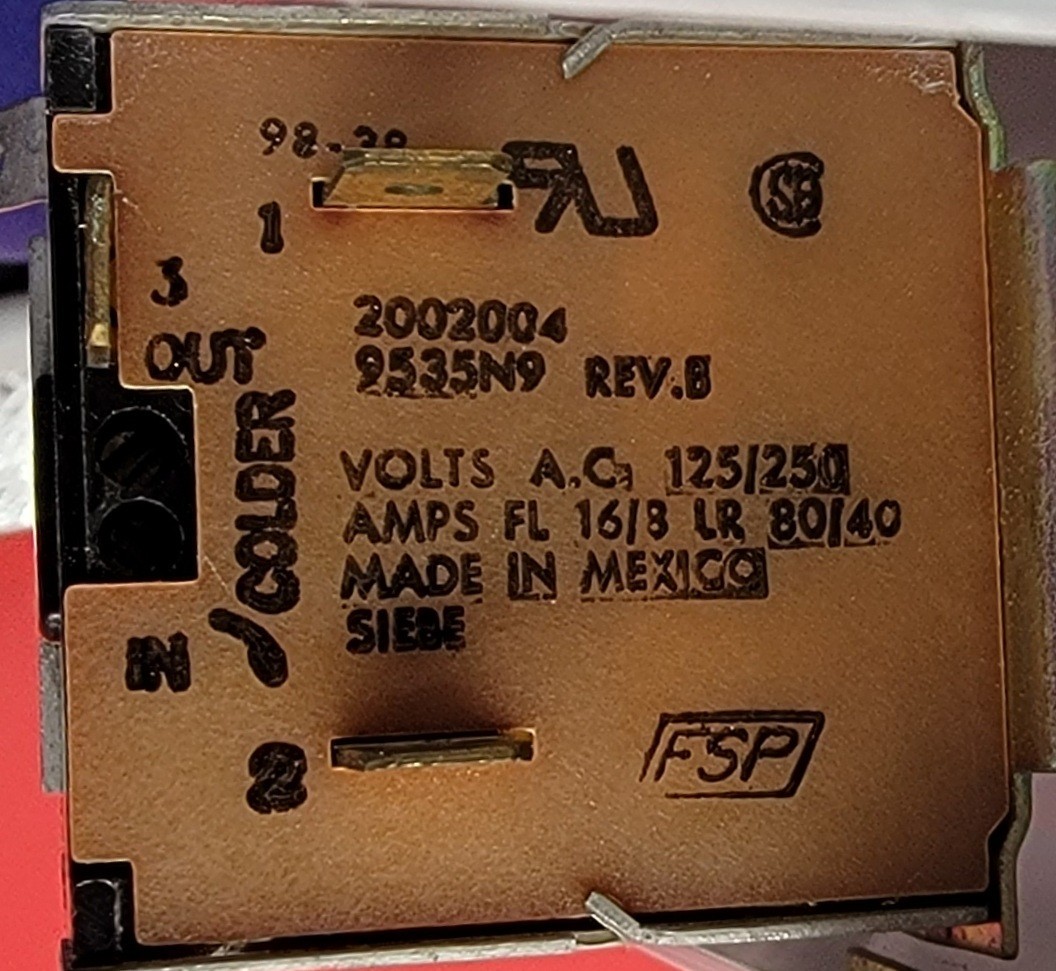 98-38
1
3
OUT
2002004
9535N9 REV.B
VOLTS A.C. 125/250
AMPS FL 16/8 LR 80/40
MADE IN MEXICO
SIEBE
COLDER
IN
2
FSP